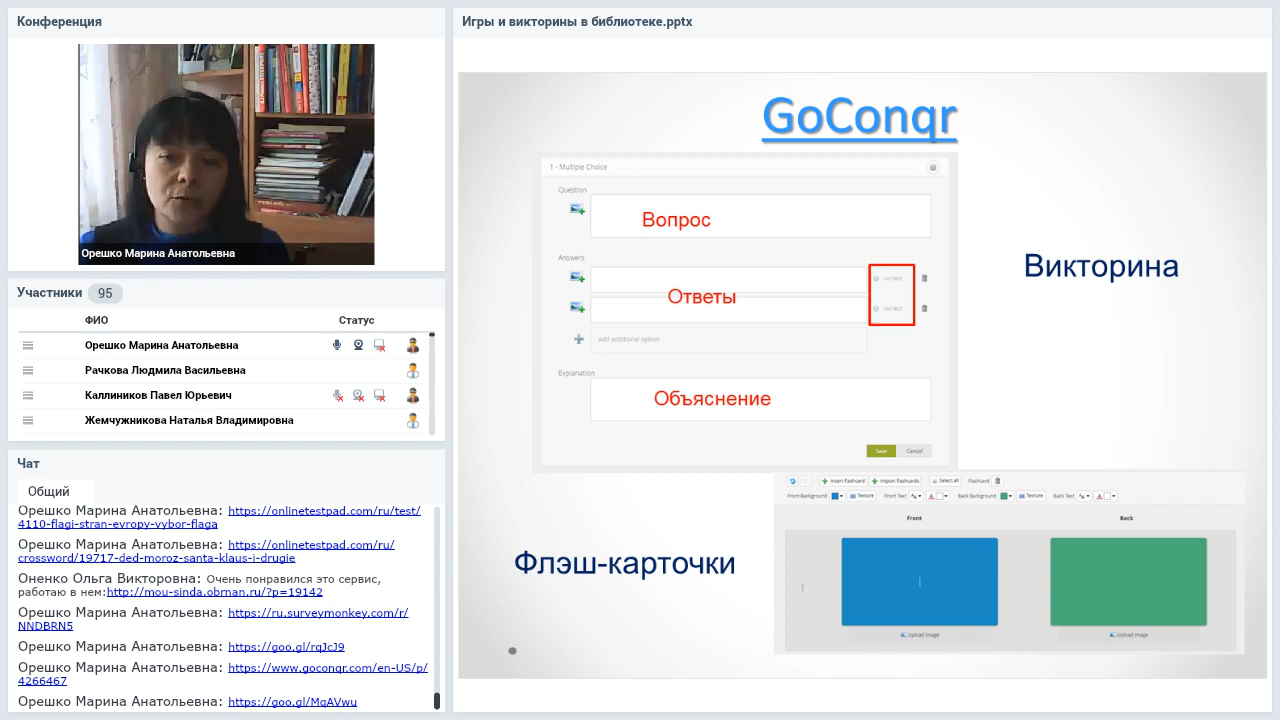 Конференция
Орешко Марина Анатольевна
Участники 95
ФИО Статус
Орешко Марина Анатольевна
Рачкова Людмила Васильевна
Каллиников Павел Юрьевич
Жемчужникова Наталья Владимировна
Чат
Общий
Орешко Марина Анатольевна: https://onlinetestpad.com/ru/test/
4110-flagi-stran-evropy-vybor-flaga
Орешко Марина Анатольевна: https://onlinetestpad.com/ru/
crossword/19717-ded-moroz-santa-klaus-i-drugie
Оненко Ольга Викторовна: Очень понравился это сервис,
работаю в нем:http://mou-sinda.obrnan.ru/?p=19142
Орешко Марина Анатольевна: https://ru.surveymonkey.com/r/
NNDBRN5
Орешко Марина Анатольевна: https://goo.gl/rqJcJ9
Орешко Марина Анатольевна: https://www.goconqr.com/en-US/p/
4266467
Орешко Марина Анатольевна: https://goo.gl/MqAVwu
Игры и викторины в библиотеке.pptx
GoConqr
1 - Multiple Choice
Question
Вопрос
Answers
correct
Ответы
correct
Add additional option
Explanation
Объяснение
Save Cancel
Викторина
Флэш-карточки
Insert flashcard Import flashcards Select all Flashcard
Front Background Texture Front Text Back Background Texture Back Text
Front Back
Upload Image Upload Image